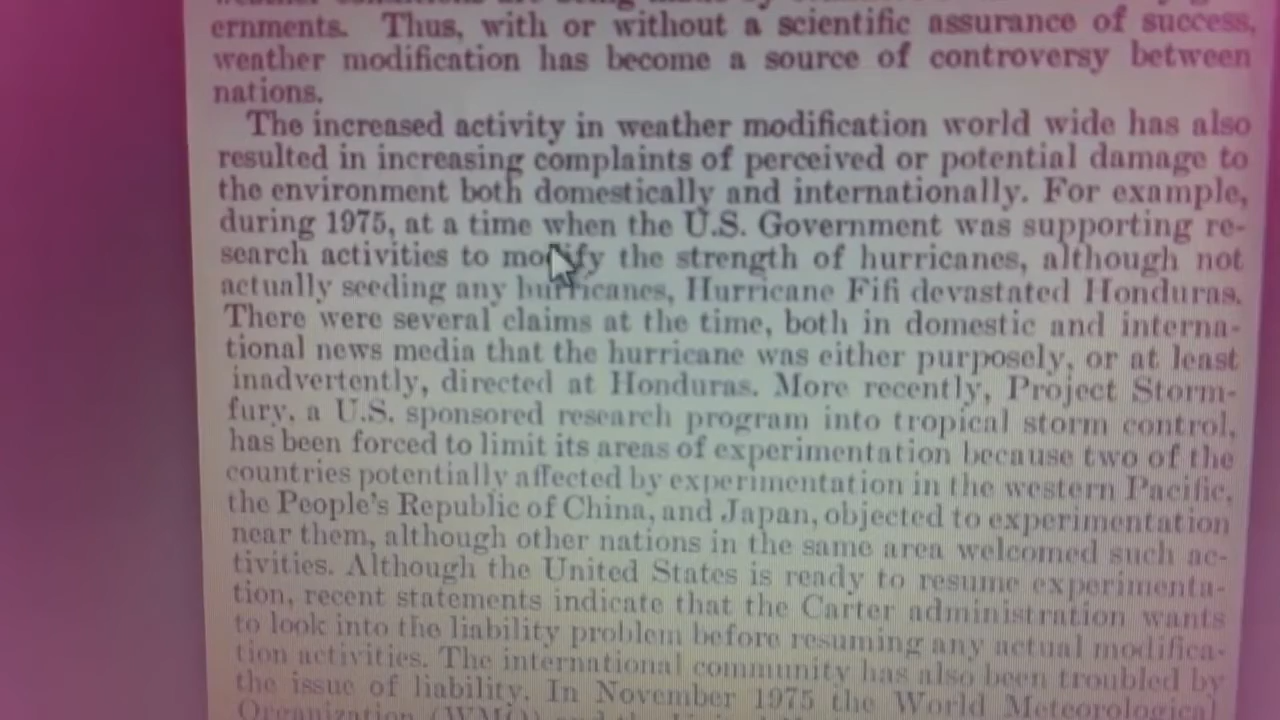 ernments. Thus, with or without a scientific assurance of success,
weather modification has become a source of controversy between
nations.
The increased activity in weather modification world wide has also
resulted in increasing complaints of perceived or potential damage to
the environment both domestically and internationally. For example,
during 1975, at a time when the U.S. Government was supporting re-
search activities to modify the strength of hurricanes, although not
actually seeding any hurricanes, Hurricane Fifi devastated Honduras.
There were several claims at the time, both in domestic and interna-
tional news media that the hurricane was either purposely, or at least
inadvertently, directed at Honduras. More recently, Project Storm-
fury, a U.S. sponsored research program into tropical storm control,
has been forced to limit its areas of experimentation because two of the
countries potentially affected by experimentation in the western Pacific,
the People's Republic of China, and Japan, objected to experimentation
near them, although other nations in the same area welcomed such ac-
tivities. Although the United States is ready to resume experimenta-
tion, recent statements indicate that the Carter administration wants
to look into the liability problem before resuming any actual modifica-
tion activities. The international community has also been troubled by
the issue of liability. In November 1975 the World Meteorological
Organization (WMO)